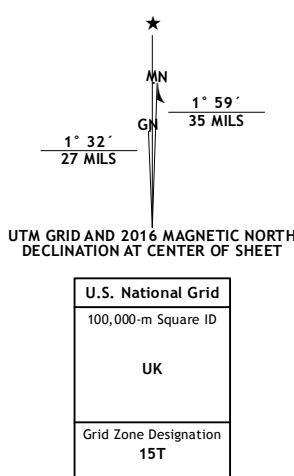 ★
MN
1° 59´
35 MILS
GN
1° 32´
27 MILS
UTM GRID AND 2016 MAGNETIC NORTH
DECLINATION AT CENTER OF SHEET
U.S. National Grid
100,000-m Square ID
UK
Grid Zone Designation
15T